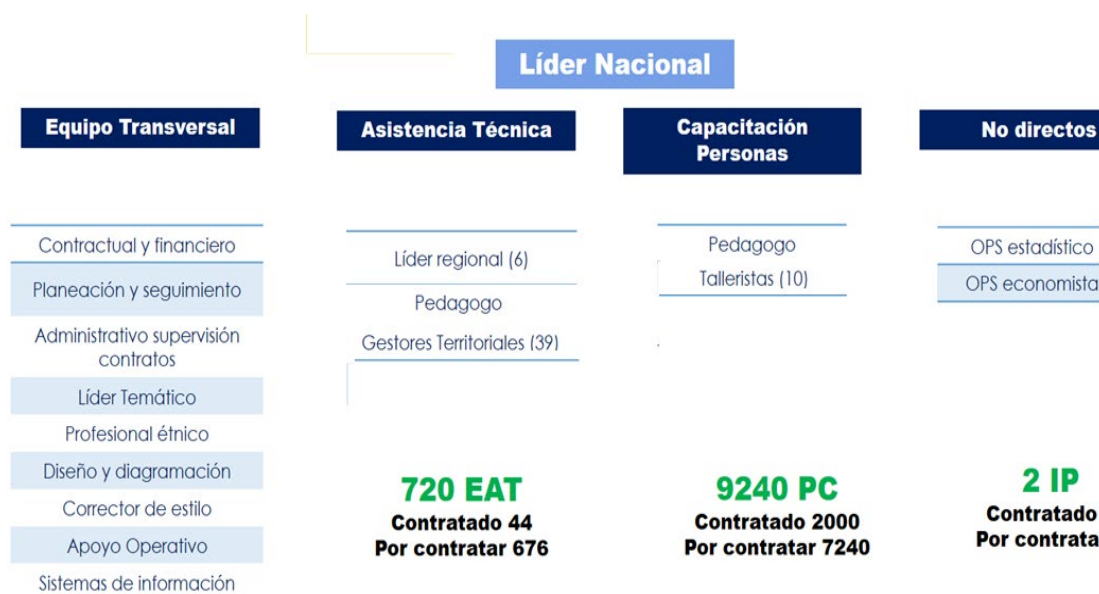 Líder Nacional
Equipo Transversal
Contractual y financiero
Planeación y seguimiento
Administrativo supervisión
contratos
Líder Temático
Profesional étnico
Diseño y diagramación
Corrector de estilo
Apoyo Operativo
Sistemas de información
Asistencia Técnica
Líder regional (6)
Pedagogo
Gestores Territoriales (39)
720 EAT
Contratado 44
Por contratar 676
Capacitación
Personas
Pedagogo
Talleristas (10)
9240 PC
Contratado 2000
Por contratar 7240
No directos
OPS estadístico
OPS economista
2 IP
Contratado
Por contrata